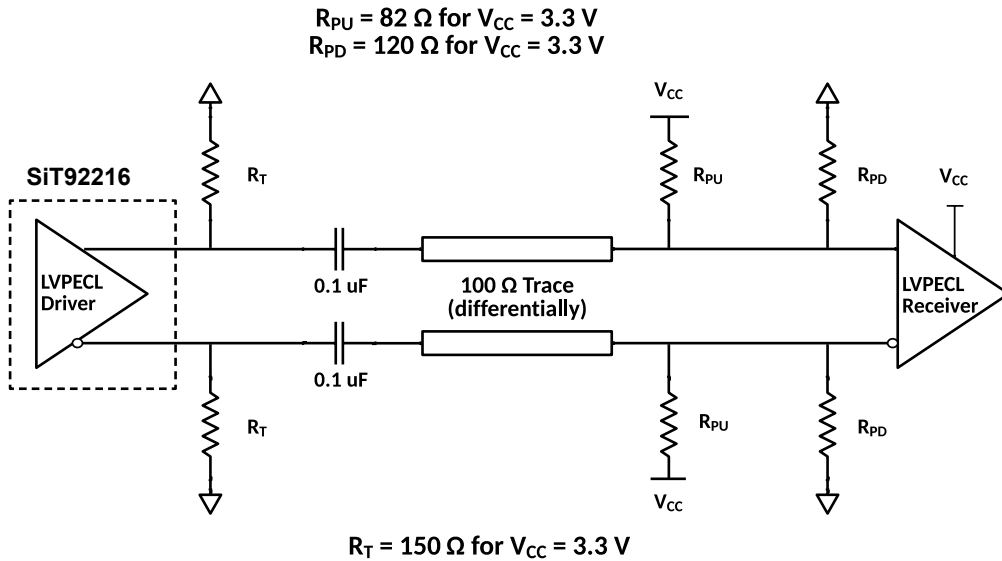 R_PU = 82 Ω for V_CC = 3.3 V
R_PD = 120 Ω for V_CC = 3.3 V
V_CC
SiT92216
R_T
R_PU
R_PD
V_CC
LVPECL
Driver
0.1 uF
100 Ω Trace
(differentially)
LVPECL
Receiver
0.1 uF
R_T
R_PU
R_PD
V_CC
R_T = 150 Ω for V_CC = 3.3 V